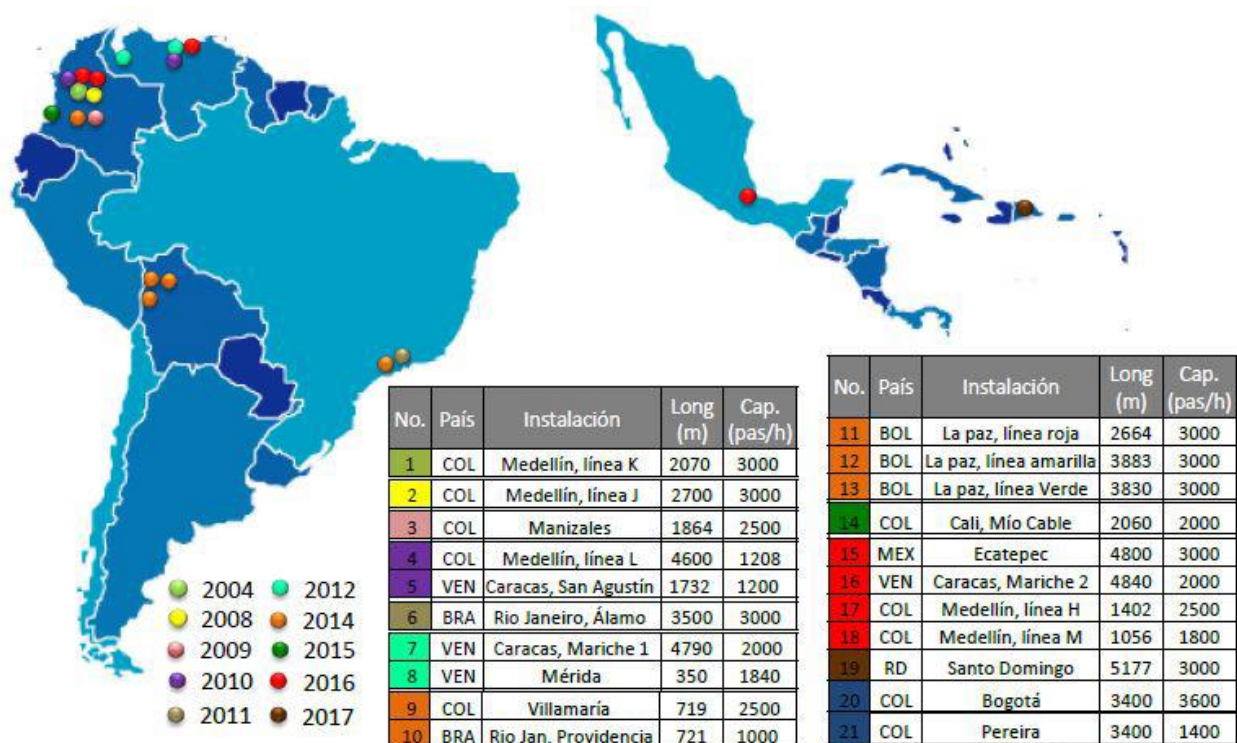 2004
2008
2009
2010
2011
2012
2014
2015
2016
2017
No. País Instalación Long (m) Cap. (pas/h)
1 COL Medellín, línea K 2070 3000
2 COL Medellín, línea J 2700 3000
3 COL Manizales 1864 2500
4 COL Medellín, línea L 4600 1208
5 VEN Caracas, San Agustín 1732 1200
6 BRA Rio Janeiro, Álamo 3500 3000
7 VEN Caracas, Mariche 1 4790 2000
8 VEN Mérida 350 1840
9 COL Villamaría 719 2500
10 BRA Rio Jan. Providencia 721 1000
No. País Instalación Long (m) Cap. (pas/h)
11 BOL La paz, línea roja 2664 3000
12 BOL La paz, línea amarilla 3883 3000
13 BOL La paz, línea Verde 3830 3000
14 COL Cali, Mío Cable 2060 2000
15 MEX Ecatepec 4800 3000
16 VEN Caracas, Mariche 2 4840 2000
17 COL Medellín, línea H 1402 2500
18 COL Medellín, línea M 1056 1800
19 RD Santo Domingo 5177 3000
20 COL Bogotá 3400 3600
21 COL Pereira 3400 1400